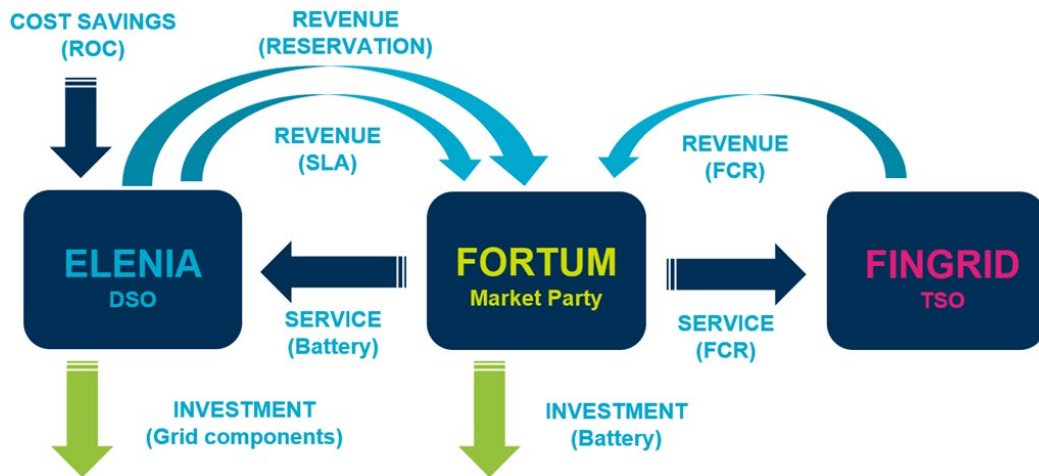 COST SAVINGS
(ROC)
REVENUE
(RESERVATION)
REVENUE
(SLA)
REVENUE
(FCR)
ELENIA
DSO
FORTUM
Market Party
FINGRID
TSO
SERVICE
(Battery)
SERVICE
(FCR)
INVESTMENT
(Grid components)
INVESTMENT
(Battery)